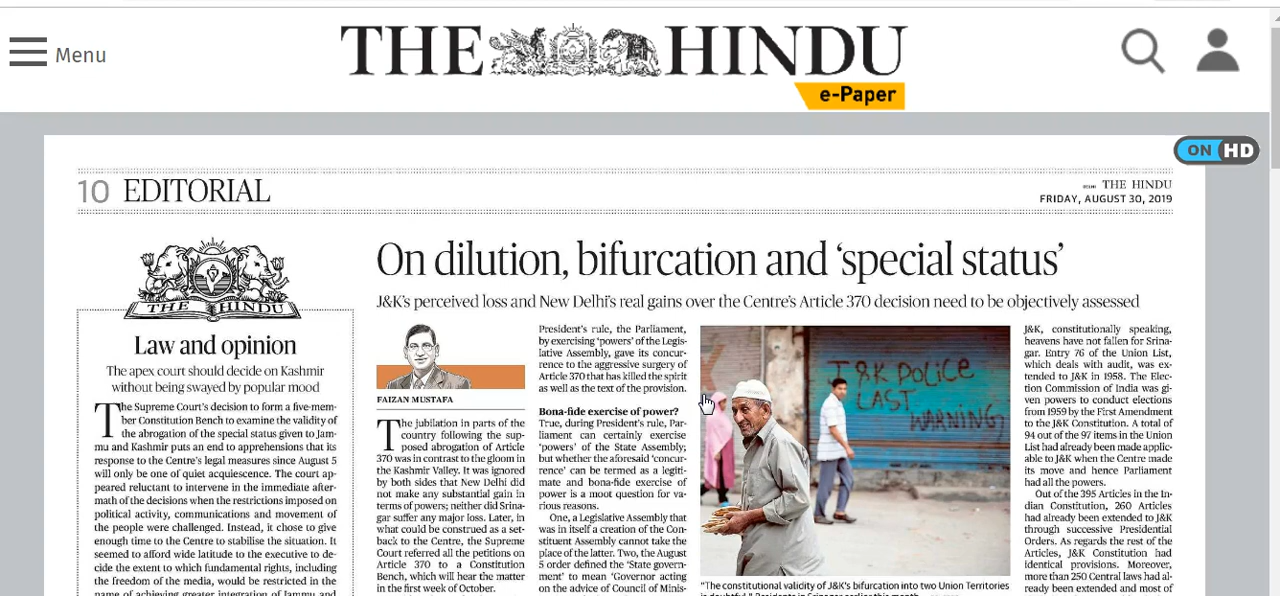 Menu
THE HINDU
e-Paper
ON HD
10 EDITORIAL
THE HINDU
FRIDAY, AUGUST 30, 2019
THE HINDU
Law and opinion
The apex court should decide on Kashmir
without being swayed by popular mood
The Supreme Court's decision to form a five-mem-
ber Constitution Bench to examine the validity of
the abrogation of the special status given to Jam-
mu and Kashmir puts an end to apprehensions that its
response to the Centre's legal measures since August 5
will only be one of quiet acquiescence. The court ap-
peared reluctant to intervene in the immediate after-
math of the decisions when the restrictions imposed on
political activity, communications and movement of
the people were challenged. Instead, it chose to give
enough time to the Centre to stabilise the situation. It
seemed to afford wide latitude to the executive to de-
cide the extent to which fundamental rights, including
the freedom of the media, would be restricted in the
name of achieving greater integration of Jammu and
On dilution, bifurcation and ‘special status’
J&K's perceived loss and New Delhi's real gains over the Centre's Article 370 decision need to be objectively assessed
FAIZAN MUSTAFA
The jubilation in parts of the
country following the sup-
posed abrogation of Article
370 was in contrast to the gloom in
the Kashmir Valley. It was ignored
by both sides that New Delhi did
not make any substantial gain in
terms of powers; neither did Srina-
gar suffer any major loss. Later, in
what could be construed as a set-
back to the Centre, the Supreme
Court referred all the petitions on
Article 370 to a Constitution
Bench, which will hear the matter
in the first week of October.
President's rule, the Parliament,
by exercising ‘powers’ of the Legis-
lative Assembly, gave its concur-
rence to the aggressive surgery of
Article 370 that has killed the spirit
as well as the text of the provision.
Bona-fide exercise of power?
True, during President's rule, Par-
liament can certainly exercise
‘powers’ of the State Assembly;
but whether the aforesaid ‘concur-
rence’ can be termed as a legiti-
mate and bona-fide exercise of
power is a moot question for va-
rious reasons.
One, a Legislative Assembly that
was in itself a creation of the Con-
stituent Assembly cannot take the
place of the latter. Two, the August
5 order defined the ‘State govern-
ment’ to mean ‘Governor acting
on the advice of Council of Minis-
J&K POLICE
LAST
WARNING
"The constitutional validity of J&K's bifurcation into two Union Territories
is doubtful." Residents in Srinagar earlier this month.
J&K, constitutionally speaking,
heavens have not fallen for Srina-
gar. Entry 76 of the Union List,
which deals with audit, was ex-
tended to J&K in 1958. The Elec-
tion Commission of India was gi-
ven powers to conduct elections
from 1959 by the First Amendment
to the J&K Constitution. A total of
94 out of the 97 items in the Union
List had already been made applic-
able to J&K when the Centre made
its move and hence Parliament
had all the powers.
Out of the 395 Articles in the In-
dian Constitution, 260 Articles
had already been extended to J&K
through successive Presidential
Orders. As regards the rest of the
Articles, J&K Constitution had
identical provisions. Moreover,
more than 250 Central laws had al-
ready been extended and most of